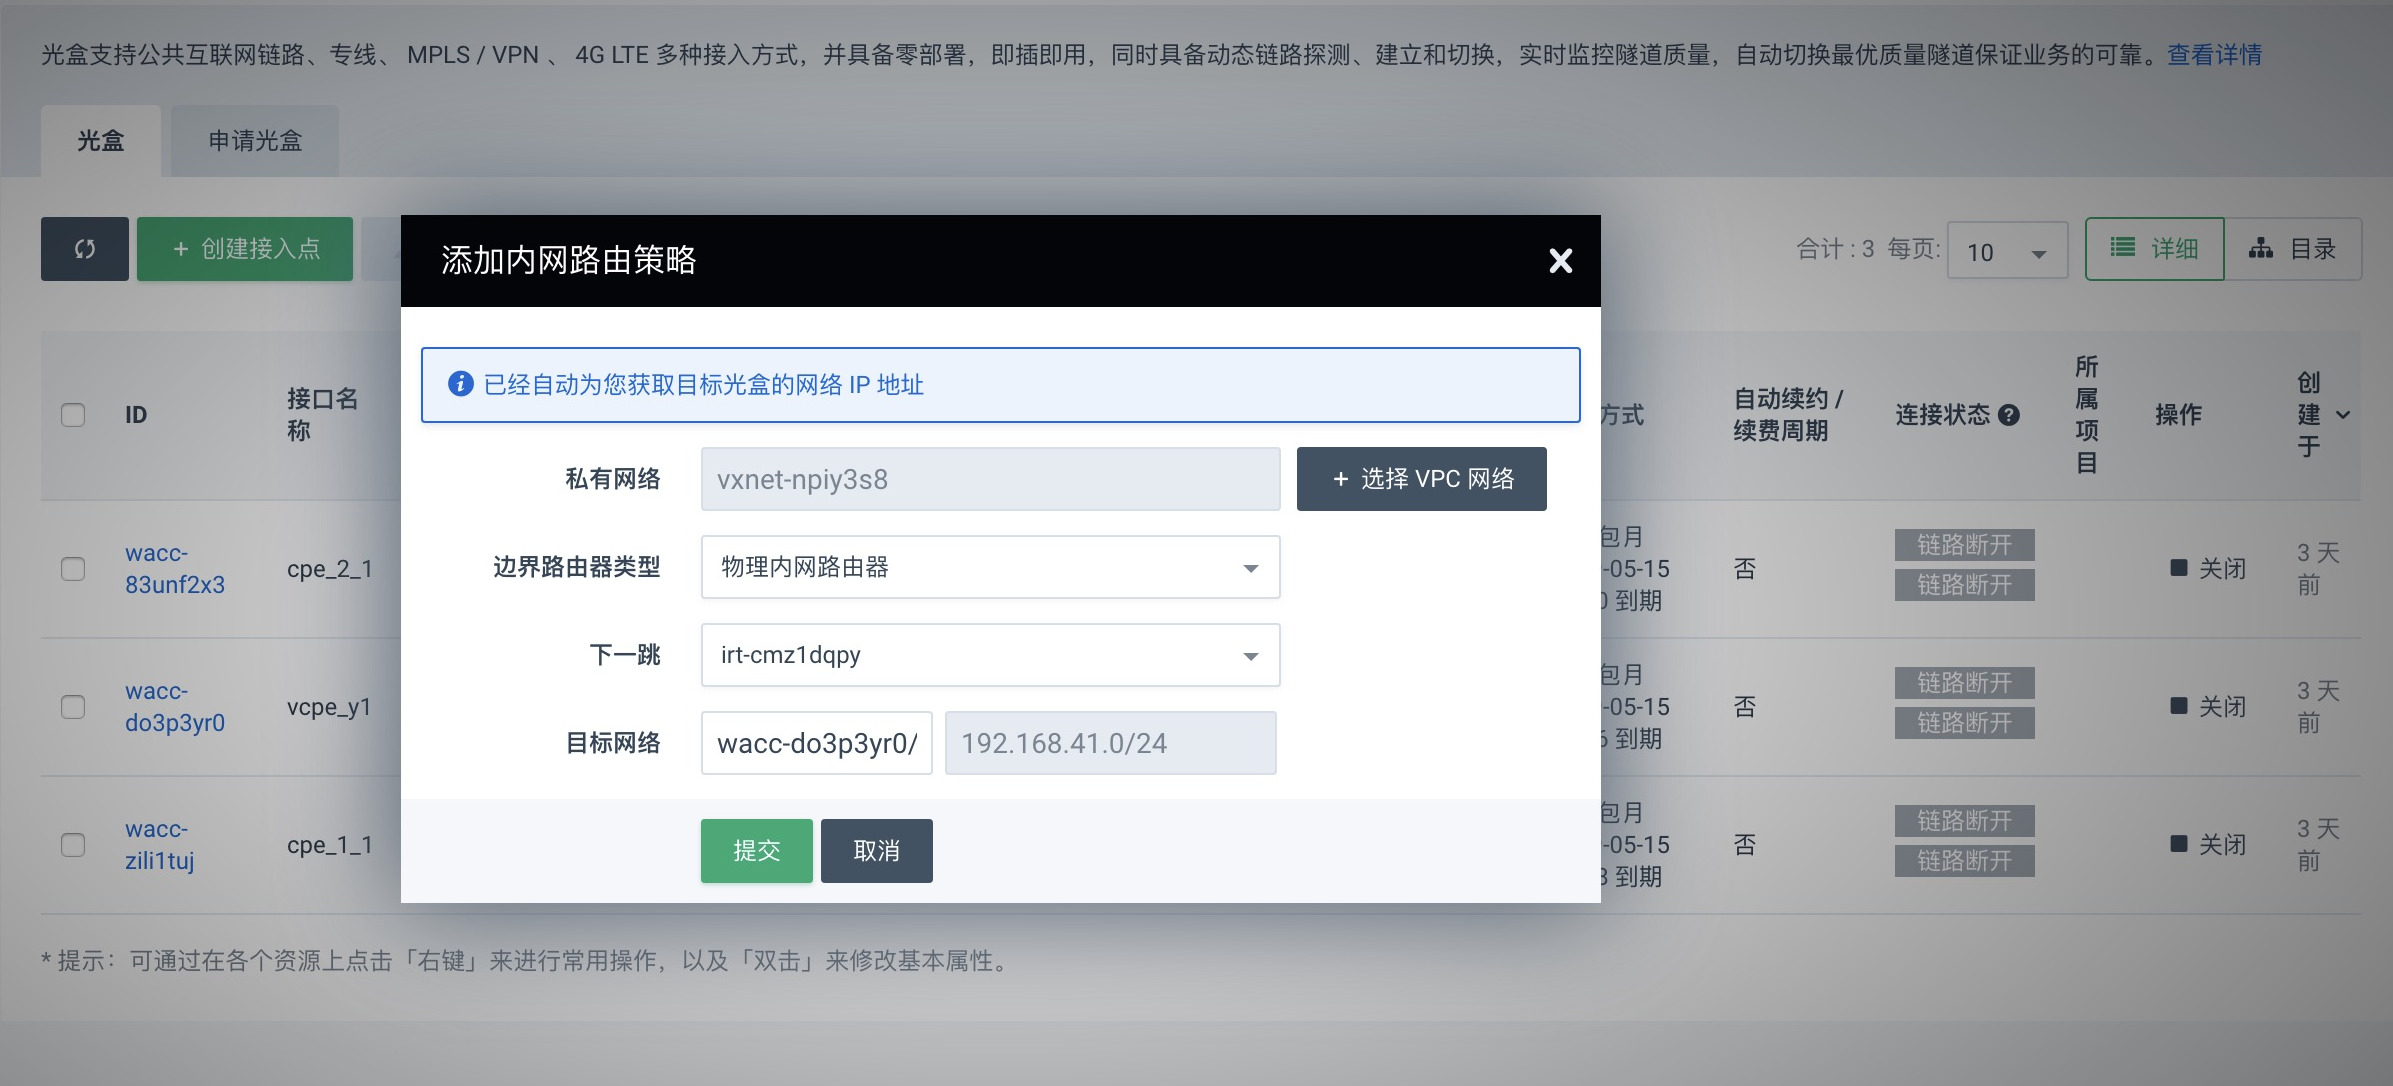 光盒支持公共互联网链路、专线、 MPLS / VPN 、 4G LTE 多种接入方式，并具备零部署，即插即用，同时具备动态链路探测、建立和切换，实时监控隧道质量，自动切换最优质量隧道保证业务的可靠。查看详情
光盒 申请光盒
+ 创建接入点
合计 : 3 每页: 10 详细 目录
添加内网路由策略
已经自动为您获取目标光盒的网络 IP 地址
私有网络 vxnet-npiy3s8 + 选择 VPC 网络
边界路由器类型 物理内网路由器
下一跳 irt-cmz1dqpy
目标网络 wacc-do3p3yr0/ 192.168.41.0/24
提交 取消
ID 接口名称 方式 自动续约 / 续费周期 连接状态 所属项目 操作 创建于
wacc-83unf2x3 cpe_2_1 包月 -05-15 到期 否 链路断开 链路断开 关闭 3 天前
wacc-do3p3yr0 vcpe_y1 包月 -05-15 到期 否 链路断开 链路断开 关闭 3 天前
wacc-zili1tuj cpe_1_1 包月 -05-15 到期 否 链路断开 链路断开 关闭 3 天前
* 提示：可通过在各个资源上点击「右键」来进行常用操作，以及「双击」来修改基本属性。